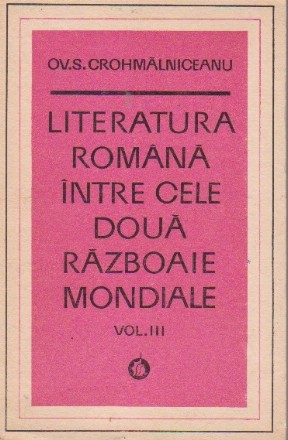 OV.S.CROHMĂLNICEANU
LITERATURA
ROMÂNĂ
ÎNTRE CELE
DOUĂ
RĂZBOAIE
MONDIALE
VOL.III